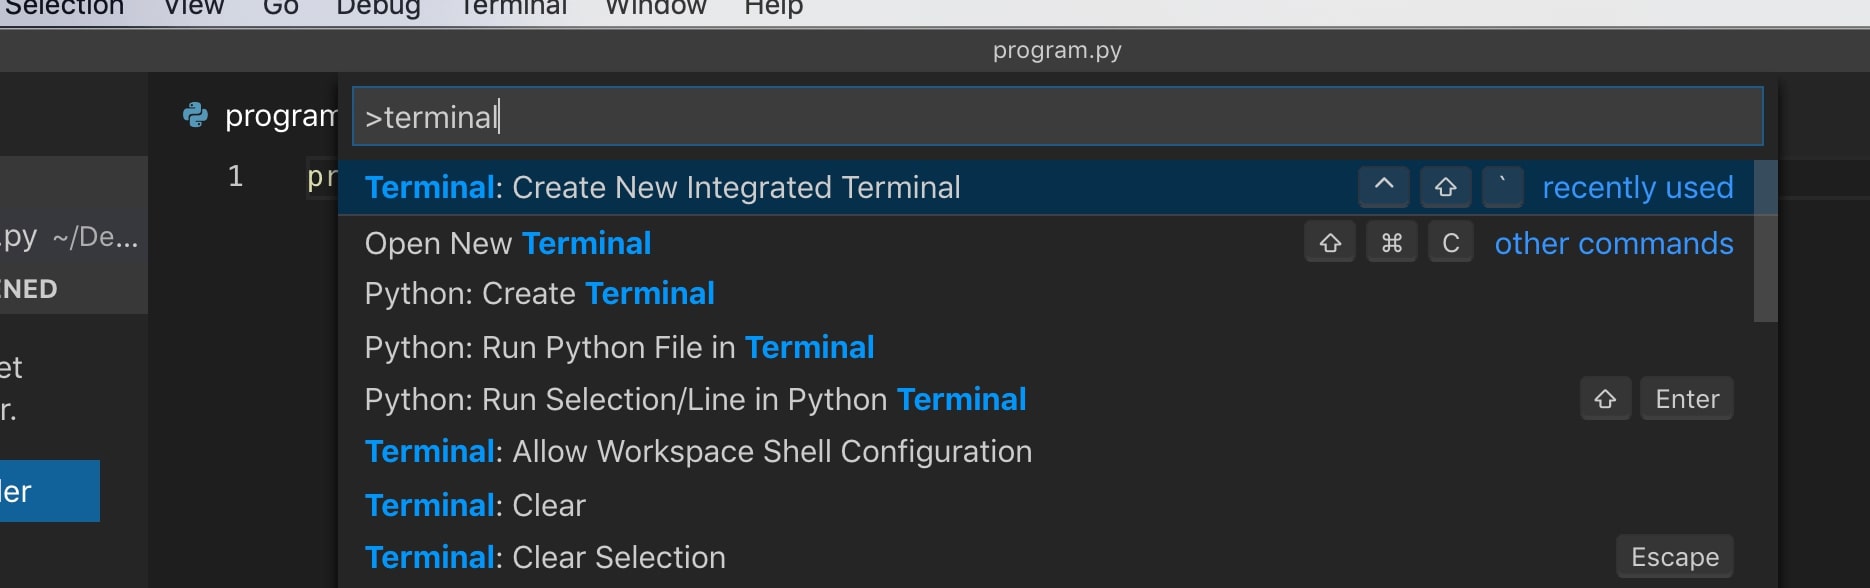 Selection View Go Debug Terminal Window Help
program.py
program
>terminal
1 pr
Terminal: Create New Integrated Terminal ^ ⇧ ` recently used
.py ~/De...
Open New Terminal ⇧ ⌘ C other commands
ENED
Python: Create Terminal
et
Python: Run Python File in Terminal
r.
Python: Run Selection/Line in Python Terminal ⇧ Enter
Terminal: Allow Workspace Shell Configuration
der
Terminal: Clear
Terminal: Clear Selection Escape